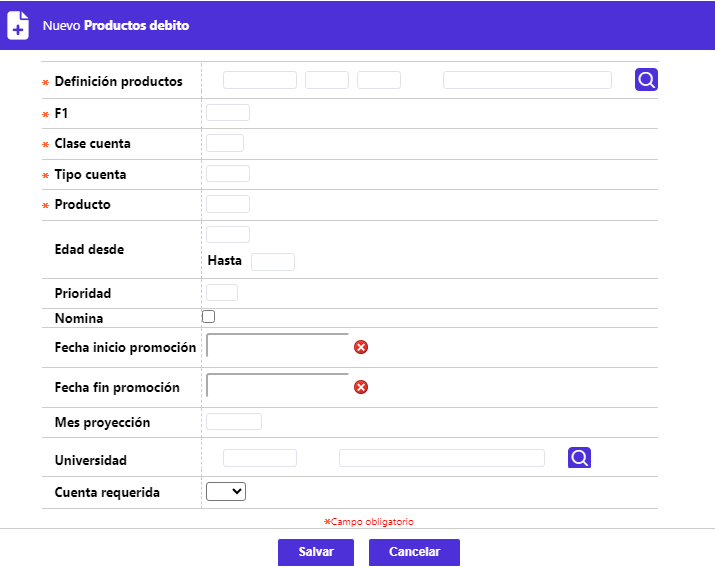 Nuevo Productos debito
* Definición productos
* F1
* Clase cuenta
* Tipo cuenta
* Producto
Edad desde
Hasta
Prioridad
Nomina
Fecha inicio promoción
Fecha fin promoción
Mes proyección
Universidad
Cuenta requerida
*Campo obligatorio
Salvar Cancelar